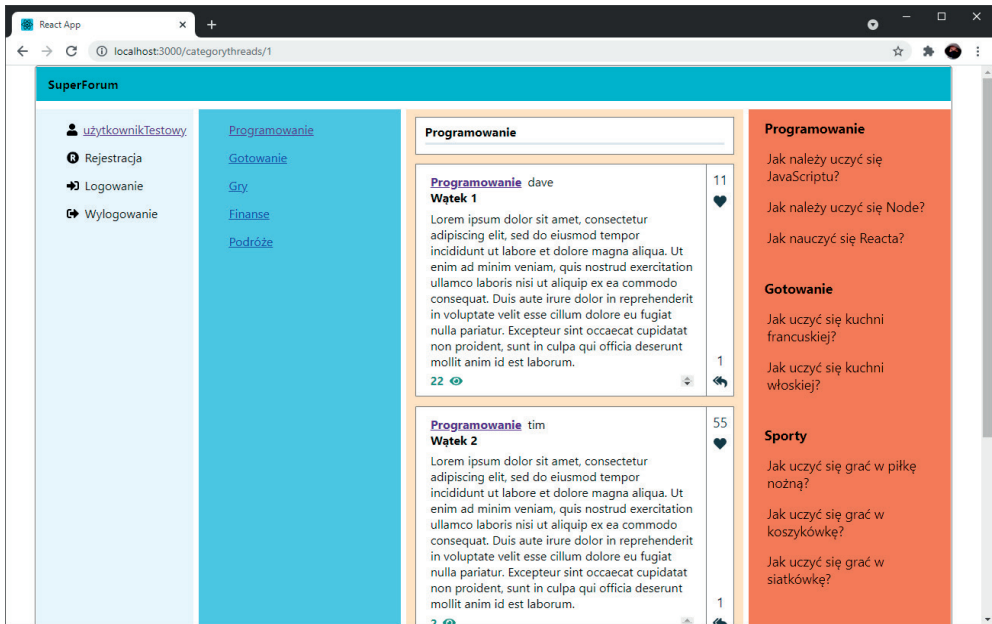 React App
localhost:3000/categorythreads/1
SuperForum
użytkownikTestowy
Rejestracja
Logowanie
Wylogowanie
Programowanie
Gotowanie
Gry
Finanse
Podróże
Programowanie
Programowanie dave
Wątek 1
Lorem ipsum dolor sit amet, consectetur
adipiscing elit, sed do eiusmod tempor
incididunt ut labore et dolore magna aliqua. Ut
enim ad minim veniam, quis nostrud exercitation
ullamco laboris nisi ut aliquip ex ea commodo
consequat. Duis aute irure dolor in reprehenderit
in voluptate velit esse cillum dolore eu fugiat
nulla pariatur. Excepteur sint occaecat cupidatat
non proident, sunt in culpa qui officia deserunt
mollit anim id est laborum.
22
11
1
Programowanie tim
Wątek 2
Lorem ipsum dolor sit amet, consectetur
adipiscing elit, sed do eiusmod tempor
incididunt ut labore et dolore magna aliqua. Ut
enim ad minim veniam, quis nostrud exercitation
ullamco laboris nisi ut aliquip ex ea commodo
consequat. Duis aute irure dolor in reprehenderit
in voluptate velit esse cillum dolore eu fugiat
nulla pariatur. Excepteur sint occaecat cupidatat
non proident, sunt in culpa qui officia deserunt
mollit anim id est laborum.
55
1
Programowanie
Jak należy uczyć się
JavaScriptu?
Jak należy uczyć się Node?
Jak nauczyć się Reacta?
Gotowanie
Jak uczyć się kuchni
francuskiej?
Jak uczyć się kuchni
włoskiej?
Sporty
Jak uczyć się grać w piłkę
nożną?
Jak uczyć się grać w
koszykówkę?
Jak uczyć się grać w
siatkówkę?